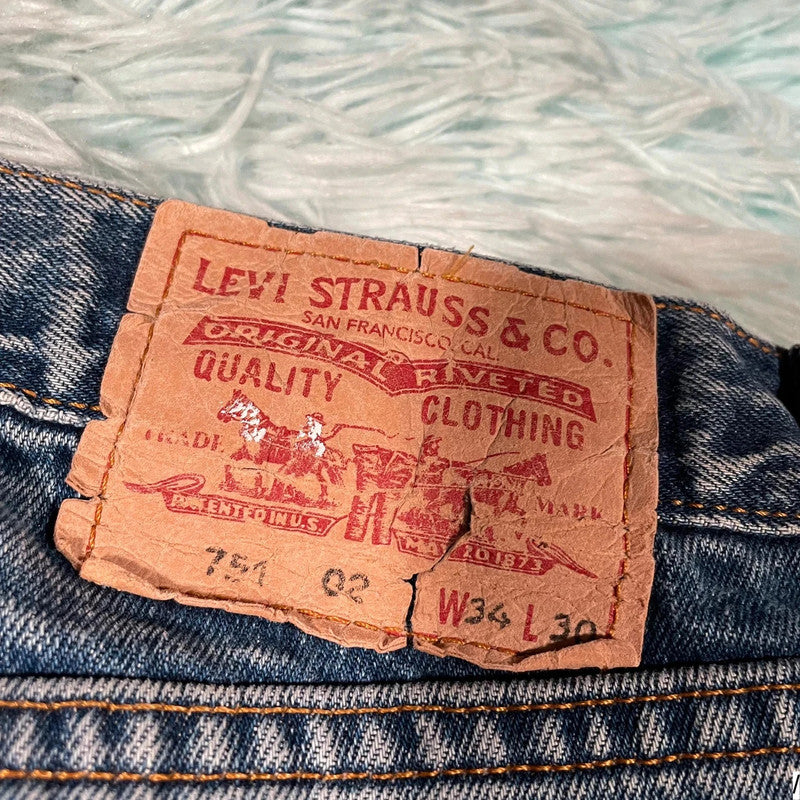 LEVI STRAUSS & CO.
SAN FRANCISCO, CAL.
ORIGINAL RIVETED
QUALITY CLOTHING
TRADE MARK
PATENTED IN U.S.
MAY 20 1873
751 02
W34 L30